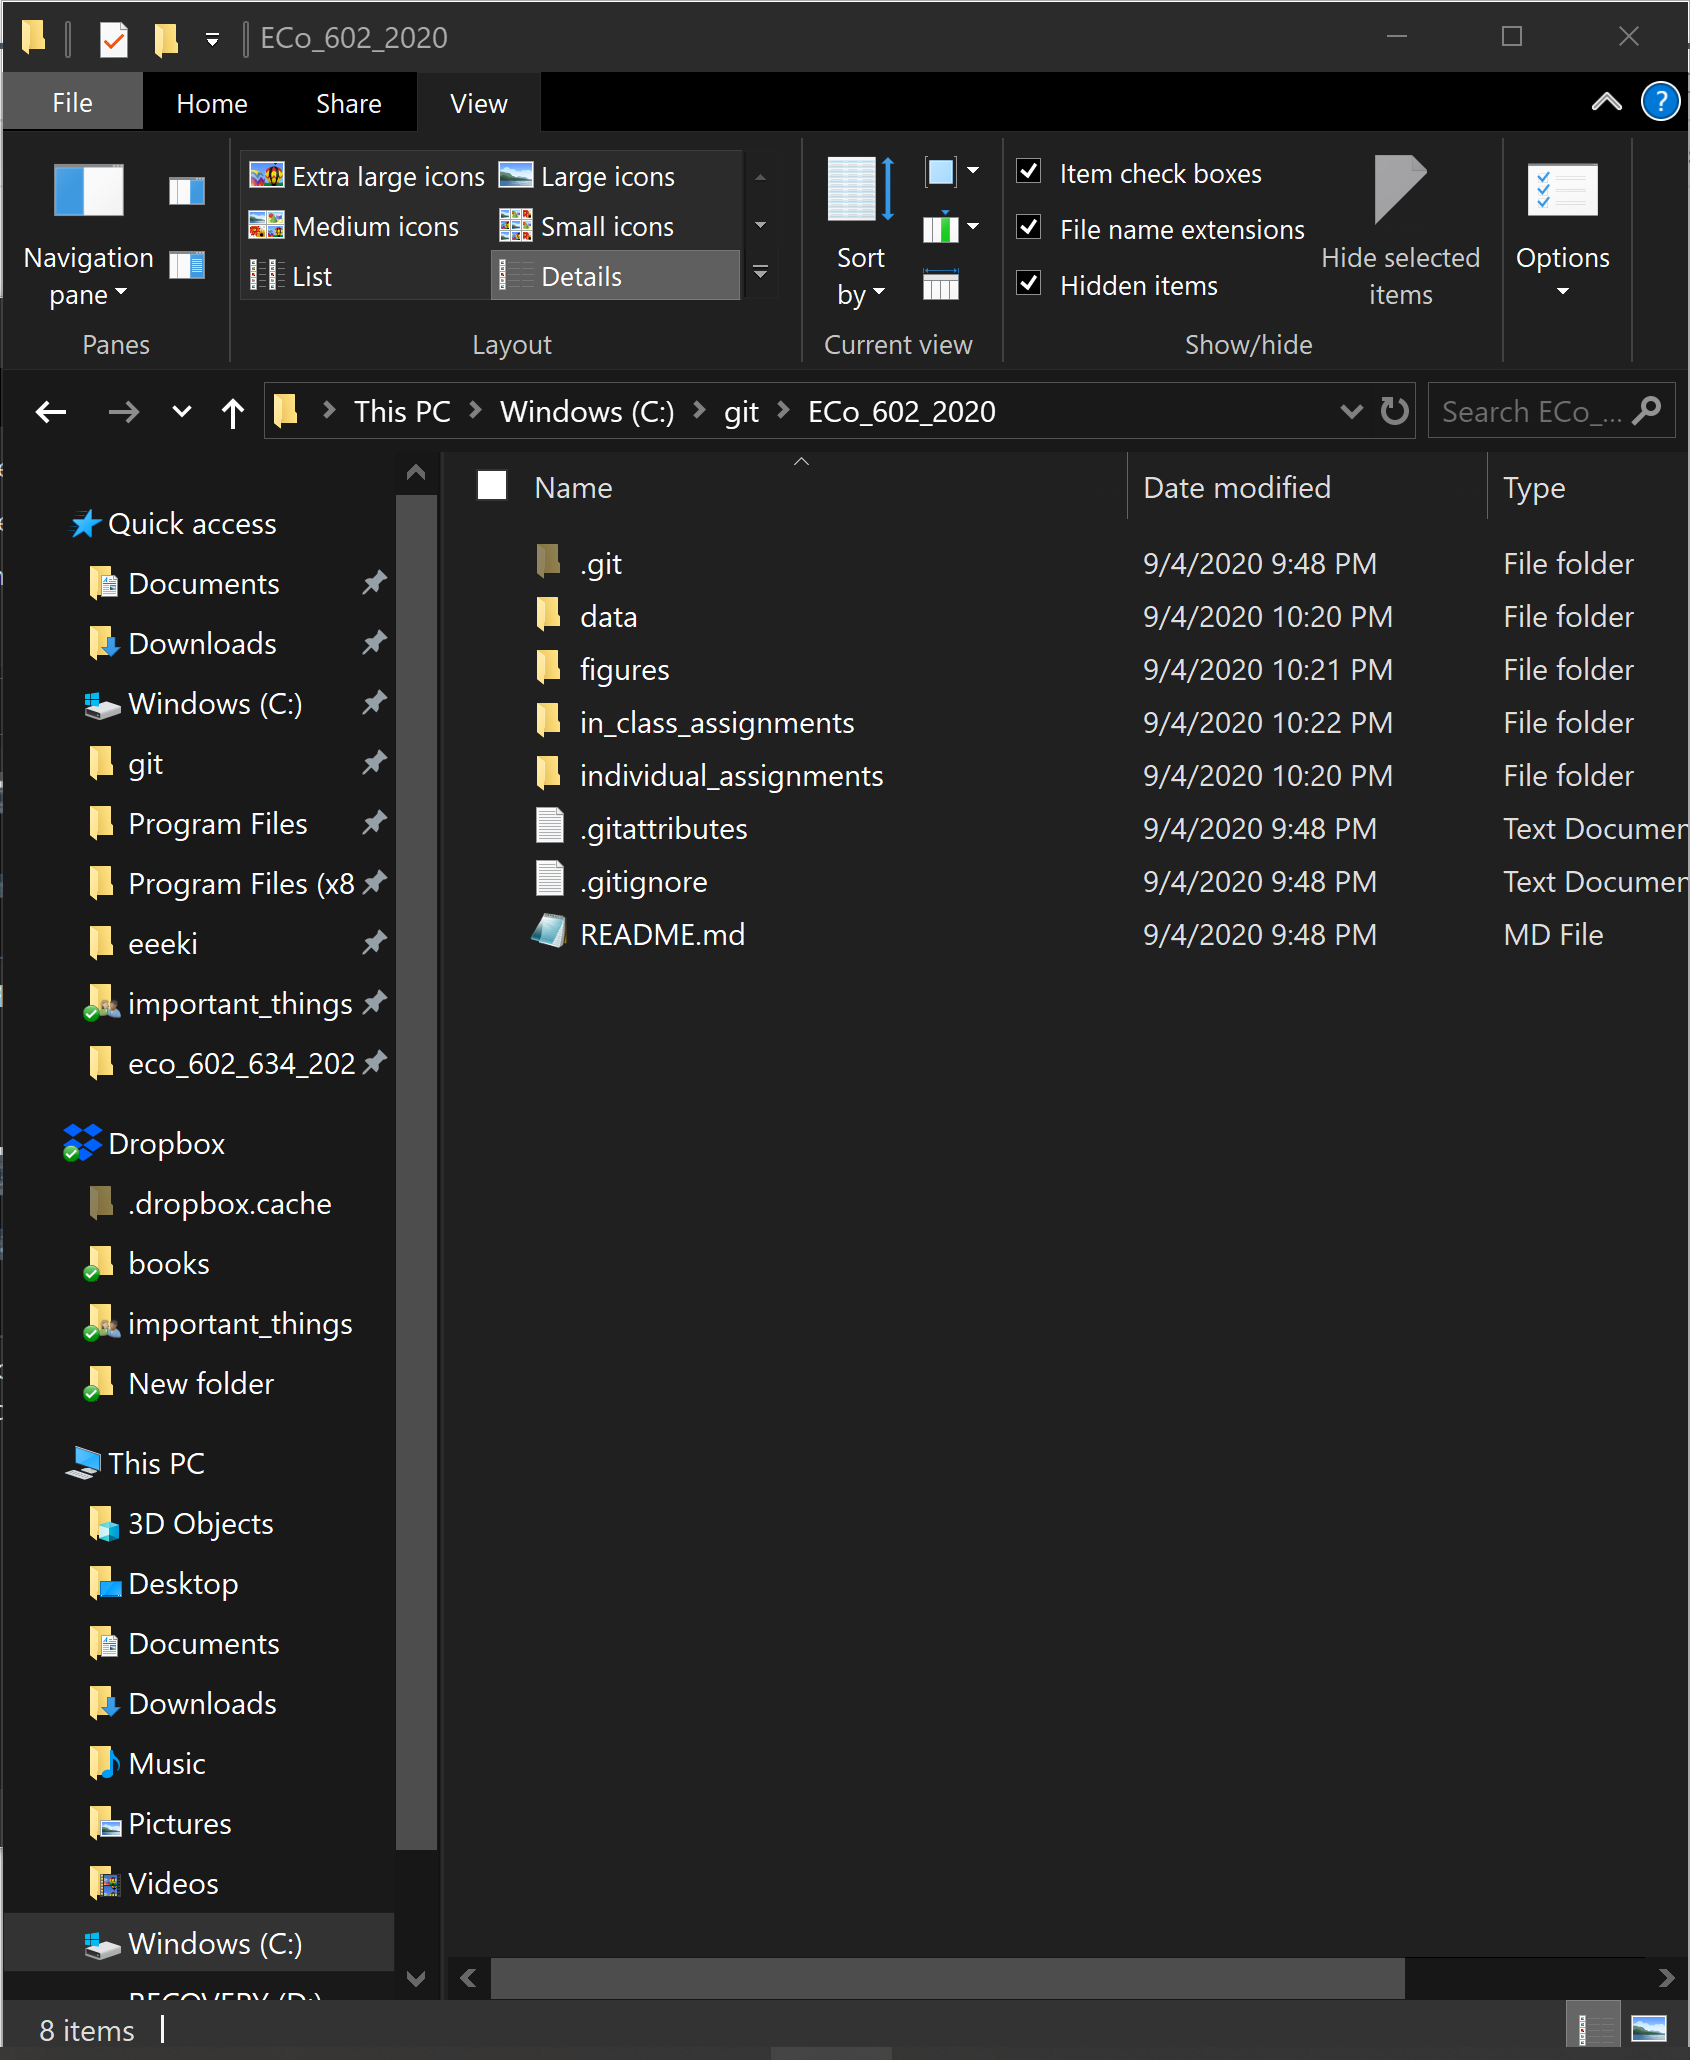 ECo_602_2020
File Home Share View
Extra large icons Large icons
Medium icons Small icons
List Details
Navigation pane
Panes
Layout
Sort by
Current view
Item check boxes
File name extensions
Hidden items
Hide selected items
Show/hide
Options
This PC Windows (C:) git ECo_602_2020
Search ECo_...
Quick access
Documents
Downloads
Windows (C:)
git
Program Files
Program Files (x8
eeeki
important_things
eco_602_634_202
Dropbox
.dropbox.cache
books
important_things
New folder
This PC
3D Objects
Desktop
Documents
Downloads
Music
Pictures
Videos
Windows (C:)
RECOVERY (D:)
Name Date modified Type
.git 9/4/2020 9:48 PM File folder
data 9/4/2020 10:20 PM File folder
figures 9/4/2020 10:21 PM File folder
in_class_assignments 9/4/2020 10:22 PM File folder
individual_assignments 9/4/2020 10:20 PM File folder
.gitattributes 9/4/2020 9:48 PM Text Documen
.gitignore 9/4/2020 9:48 PM Text Documen
README.md 9/4/2020 9:48 PM MD File
8 items